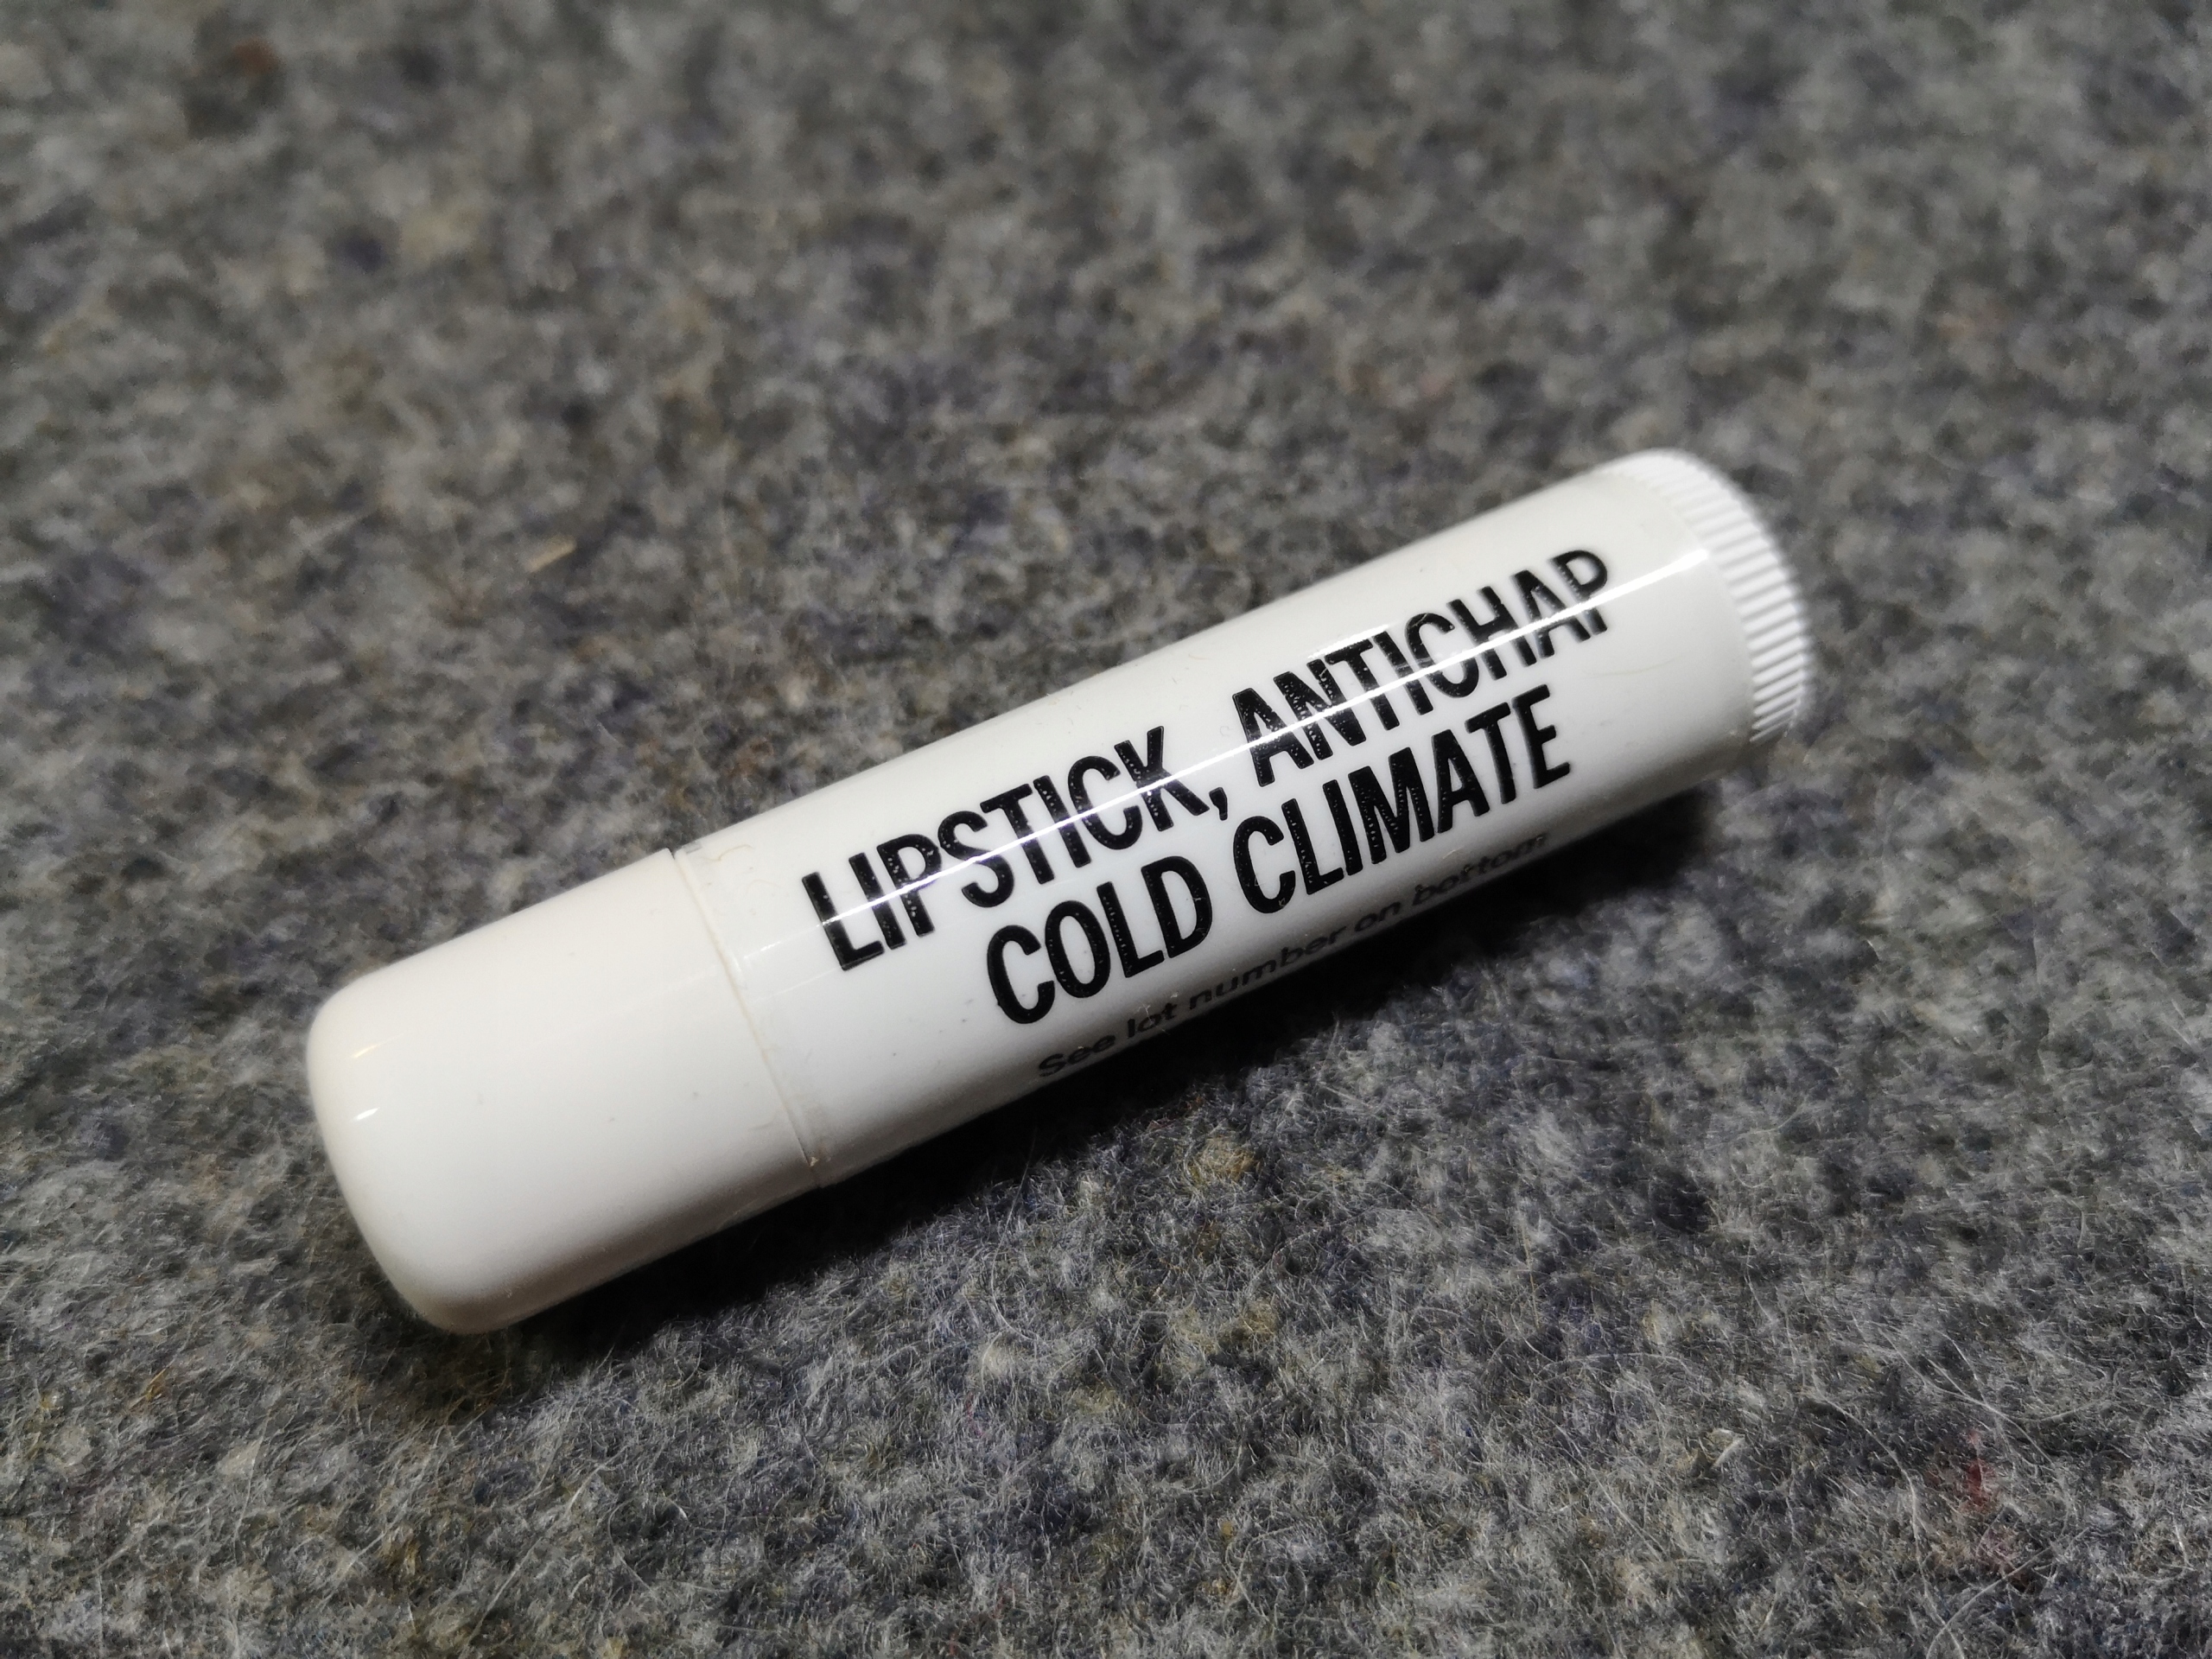 LIPSTICK, ANTICHAP
COLD CLIMATE
See lot number on bottom